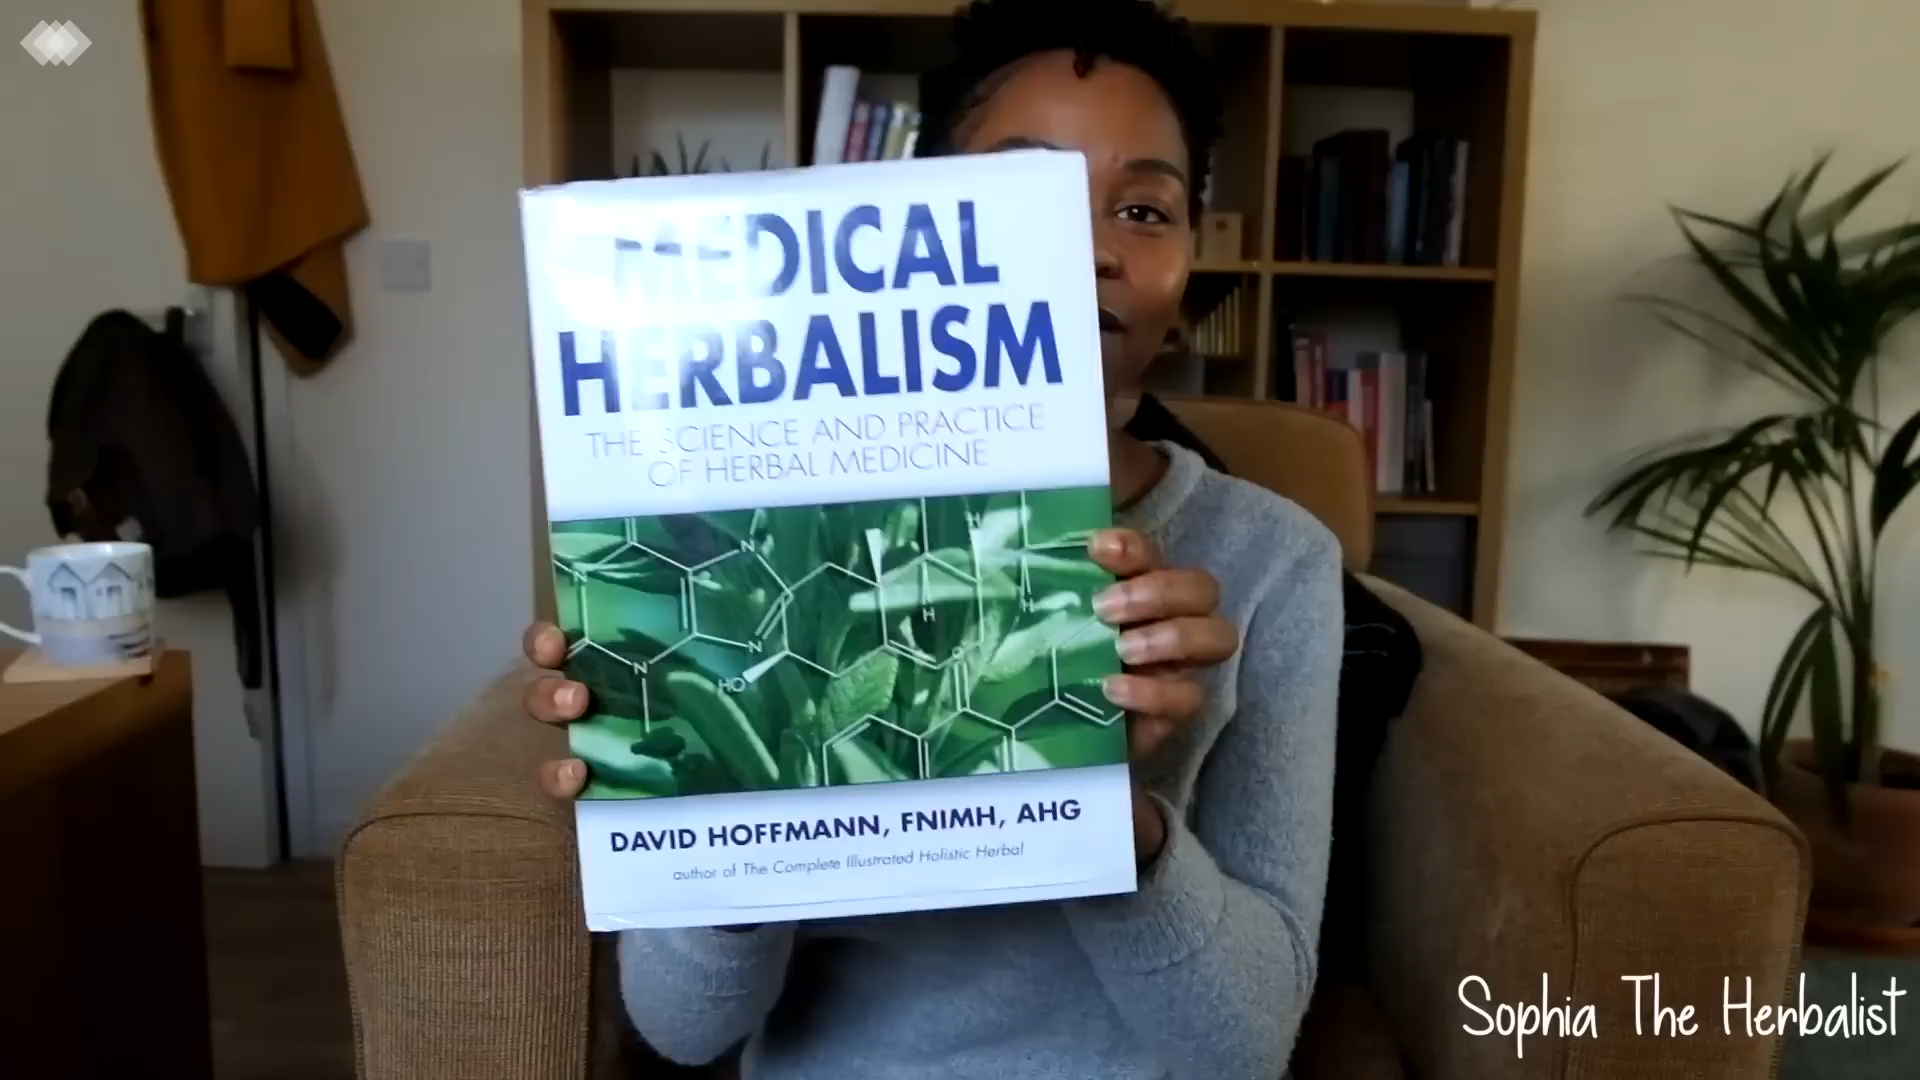 MEDICAL
HERBALISM
THE SCIENCE AND PRACTICE
OF HERBAL MEDICINE
N
H
N
H
H
N
N
HO
O
DAVID HOFFMANN, FNIMH, AHG
author of The Complete Illustrated Holistic Herbal
Sophia The Herbalist